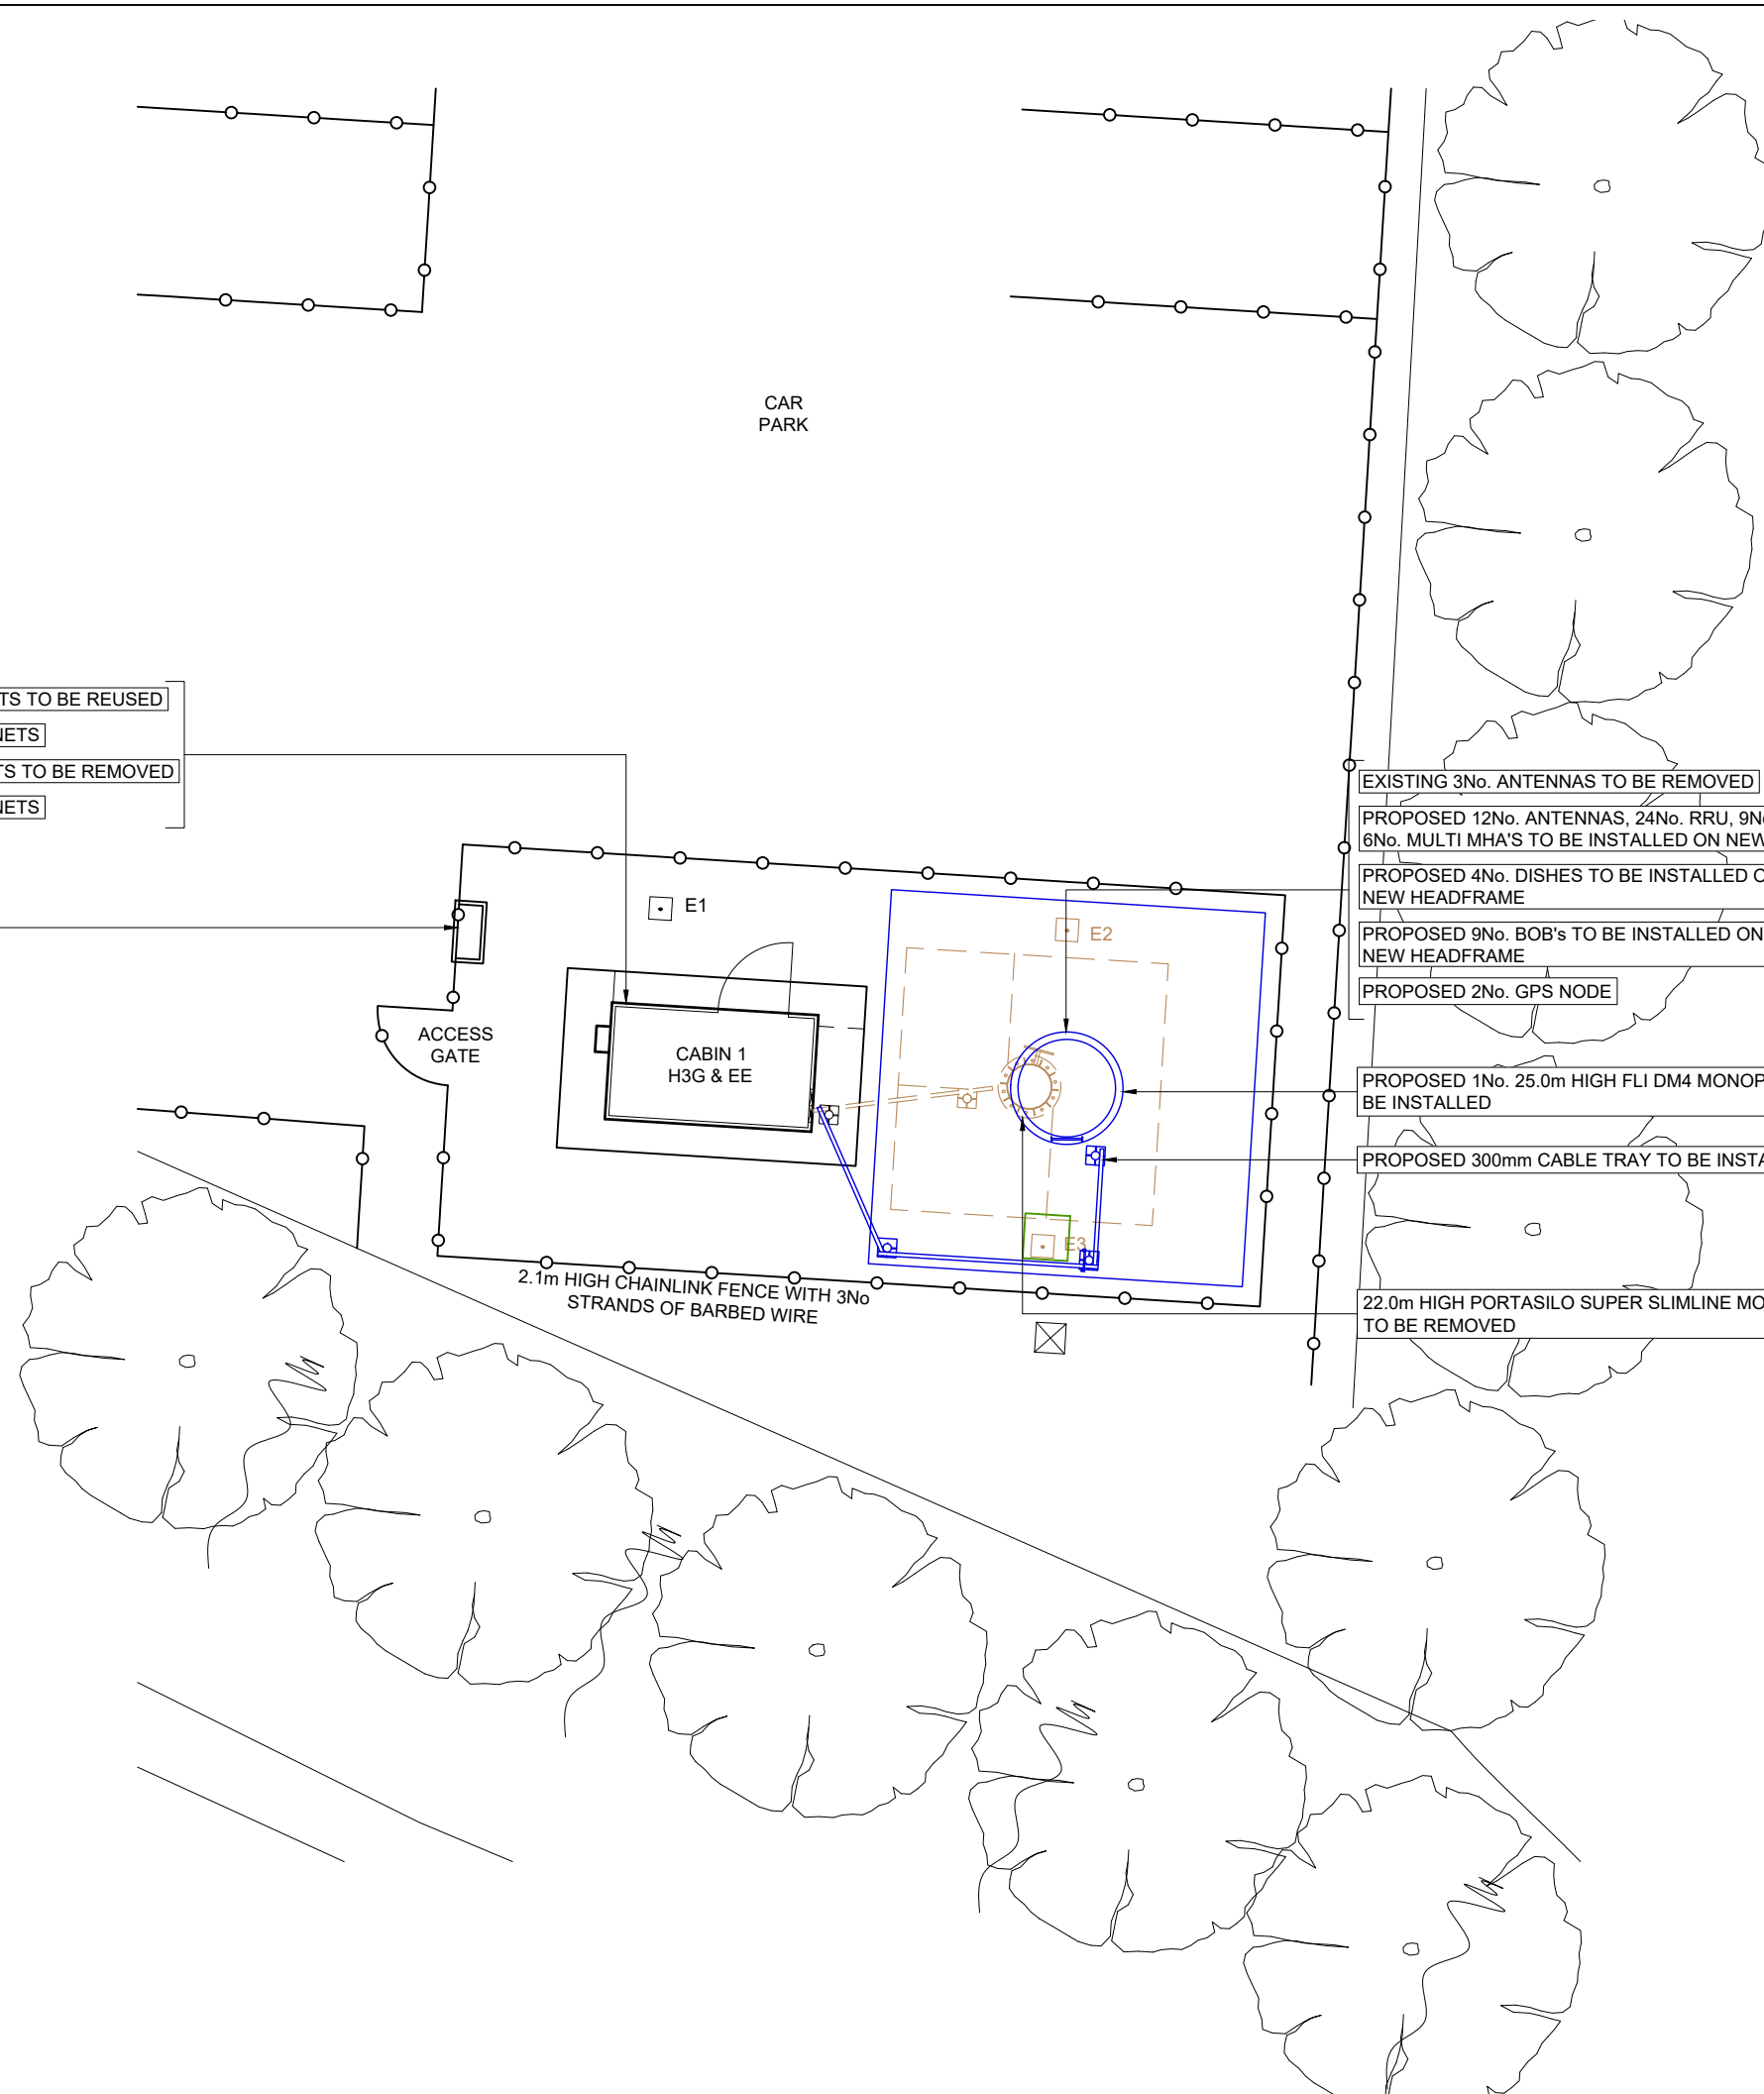 CAR
PARK
TS TO BE REUSED
NETS
TS TO BE REMOVED
NETS
EXISTING 3No. ANTENNAS TO BE REMOVED
PROPOSED 12No. ANTENNAS, 24No. RRU, 9No
6No. MULTI MHA'S TO BE INSTALLED ON NEW
PROPOSED 4No. DISHES TO BE INSTALLED O
NEW HEADFRAME
PROPOSED 9No. BOB's TO BE INSTALLED ON
NEW HEADFRAME
PROPOSED 2No. GPS NODE
E1
E2
ACCESS
GATE
CABIN 1
H3G & EE
PROPOSED 1No. 25.0m HIGH FLI DM4 MONOP
BE INSTALLED
PROPOSED 300mm CABLE TRAY TO BE INSTA
E3
2.1m HIGH CHAINLINK FENCE WITH 3No
STRANDS OF BARBED WIRE
22.0m HIGH PORTASILO SUPER SLIMLINE MO
TO BE REMOVED